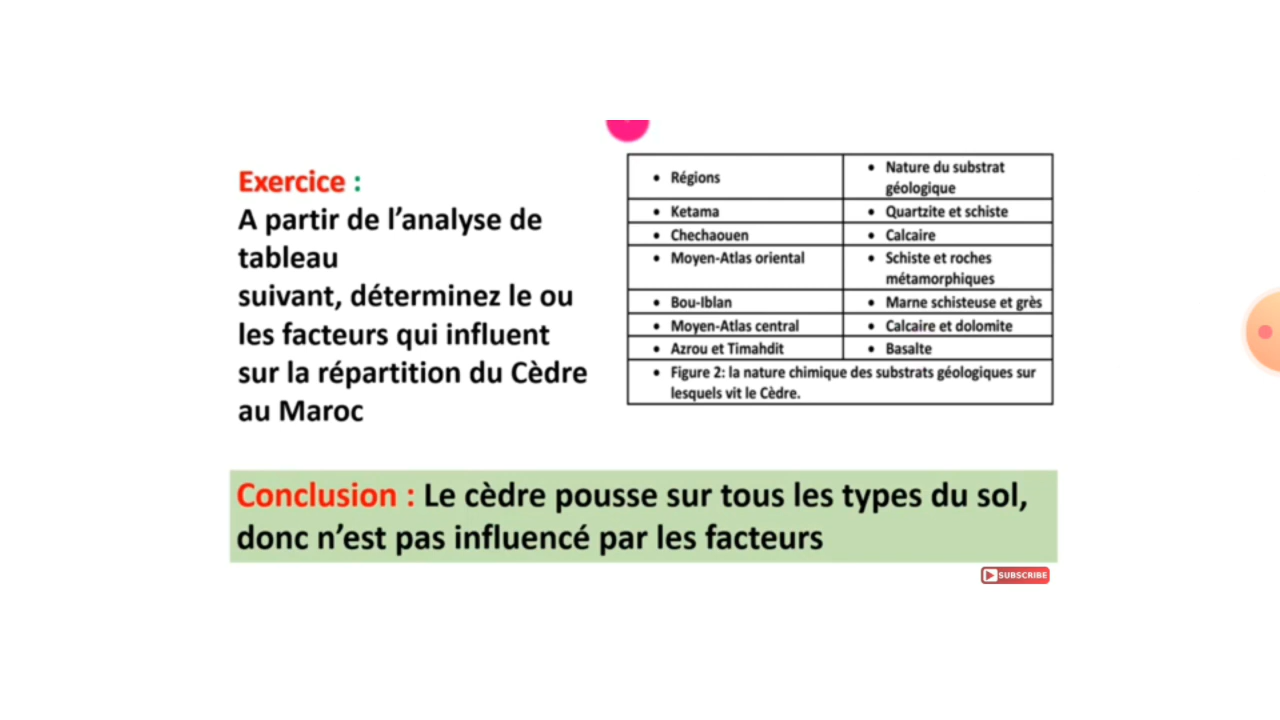 Exercice :
A partir de l’analyse de
tableau
suivant, déterminez le ou
les facteurs qui influent
sur la répartition du Cèdre
au Maroc
• Régions
• Nature du substrat
géologique
• Ketama
• Quartzite et schiste
• Chechaouen
• Calcaire
• Moyen-Atlas oriental
• Schiste et roches
métamorphiques
• Bou-Iblan
• Marne schisteuse et grès
• Moyen-Atlas central
• Calcaire et dolomite
• Azrou et Timahdit
• Basalte
• Figure 2: la nature chimique des substrats géologiques sur
lesquels vit le Cèdre.
Conclusion : Le cèdre pousse sur tous les types du sol,
donc n’est pas influencé par les facteurs
SUBSCRIBE